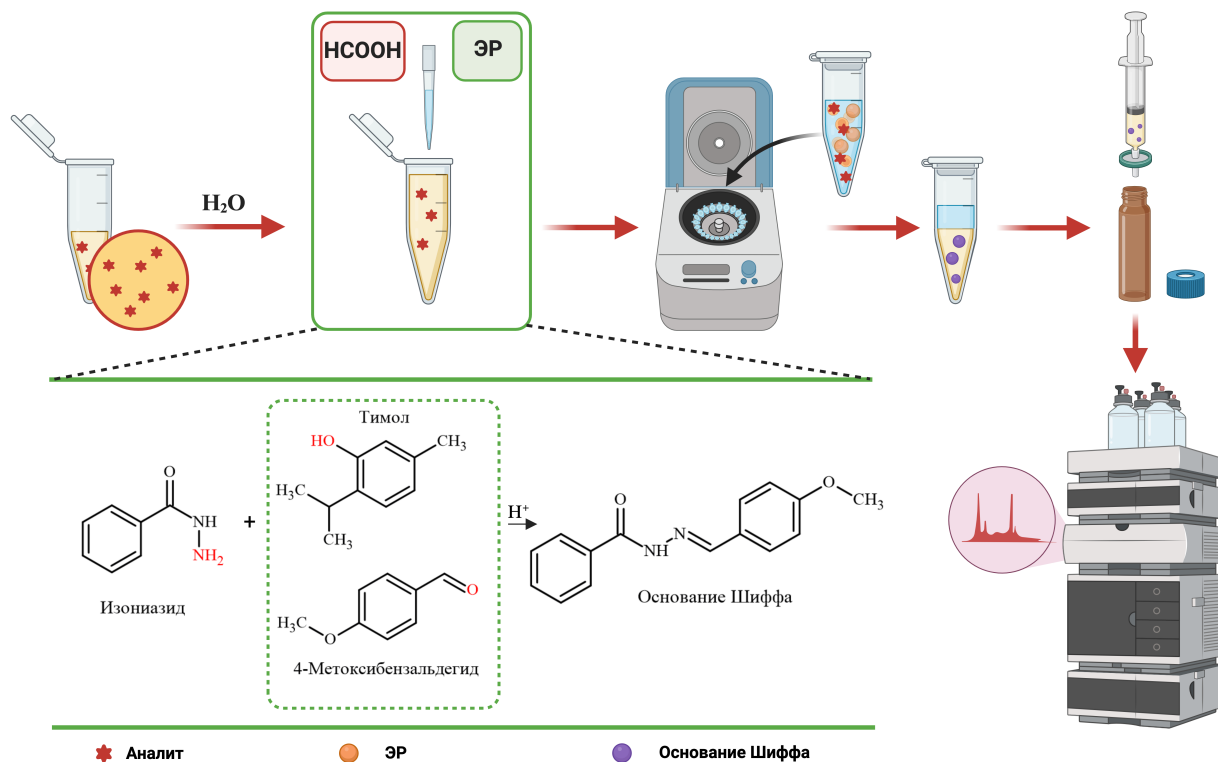 HCOOH
ЭР
H₂O
Тимол
HO
CH₃
H₃C
CH₃
O
NH
NH₂
Изониазид
+
H⁺
O
H₃C
O
4-Метоксибензальдегид
O
NH
N
O
CH₃
Основание Шиффа
Аналит
ЭР
Основание Шиффа